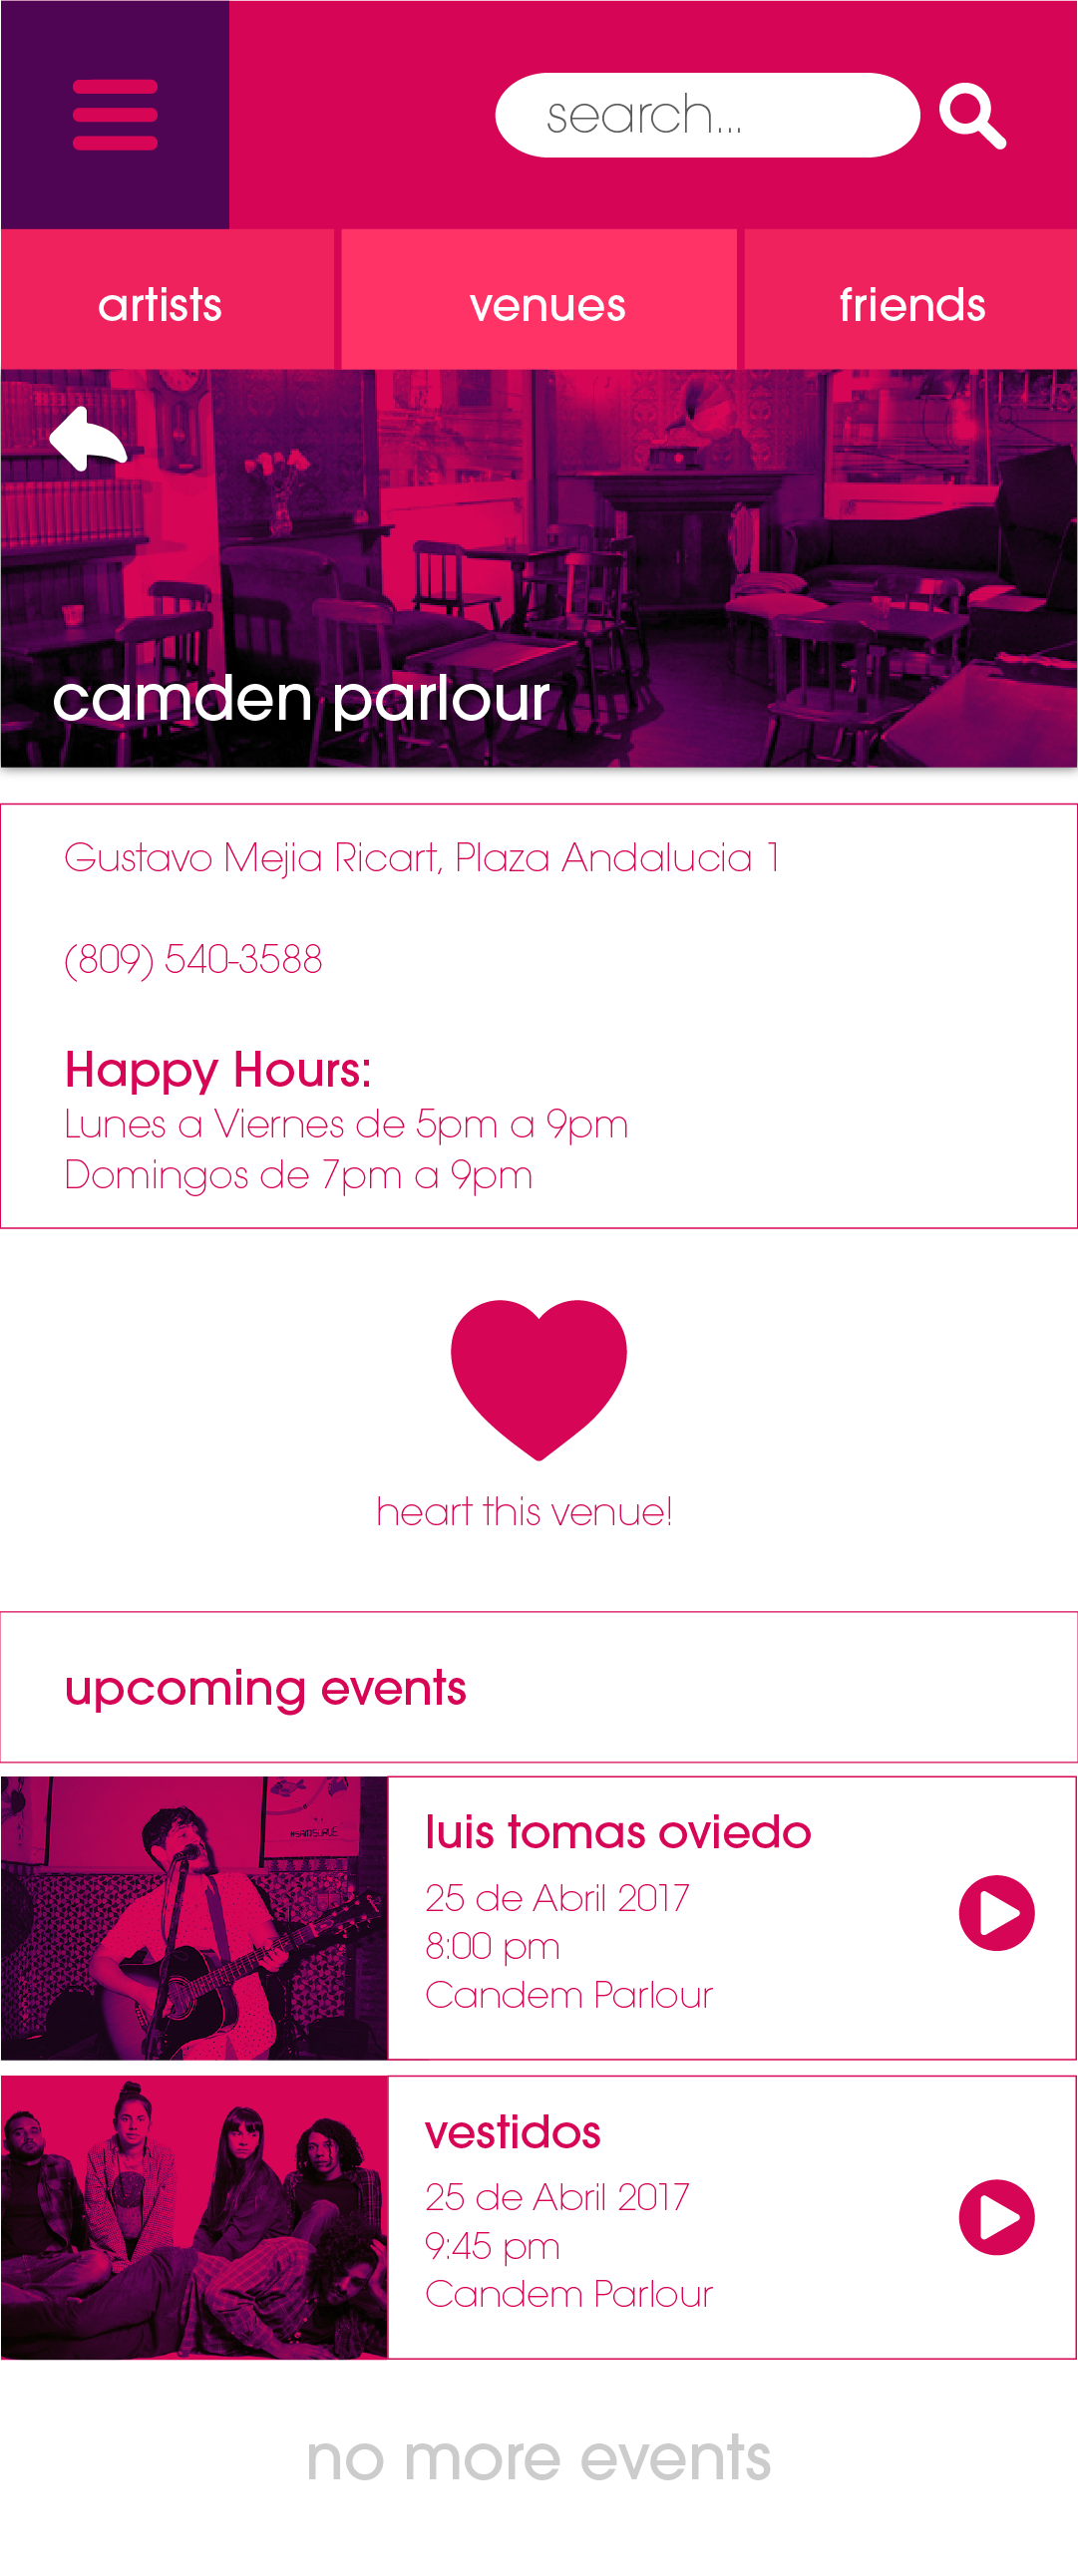 search...
artists
venues
friends
camden parlour
Gustavo Mejia Ricart, Plaza Andalucia 1
(809) 540-3588
Happy Hours:
Lunes a Viernes de 5pm a 9pm
Domingos de 7pm a 9pm
heart this venue!
upcoming events
#SAMSURLE
luis tomas oviedo
25 de Abril 2017
8:00 pm
Candem Parlour
vestidos
25 de Abril 2017
9:45 pm
Candem Parlour
no more events